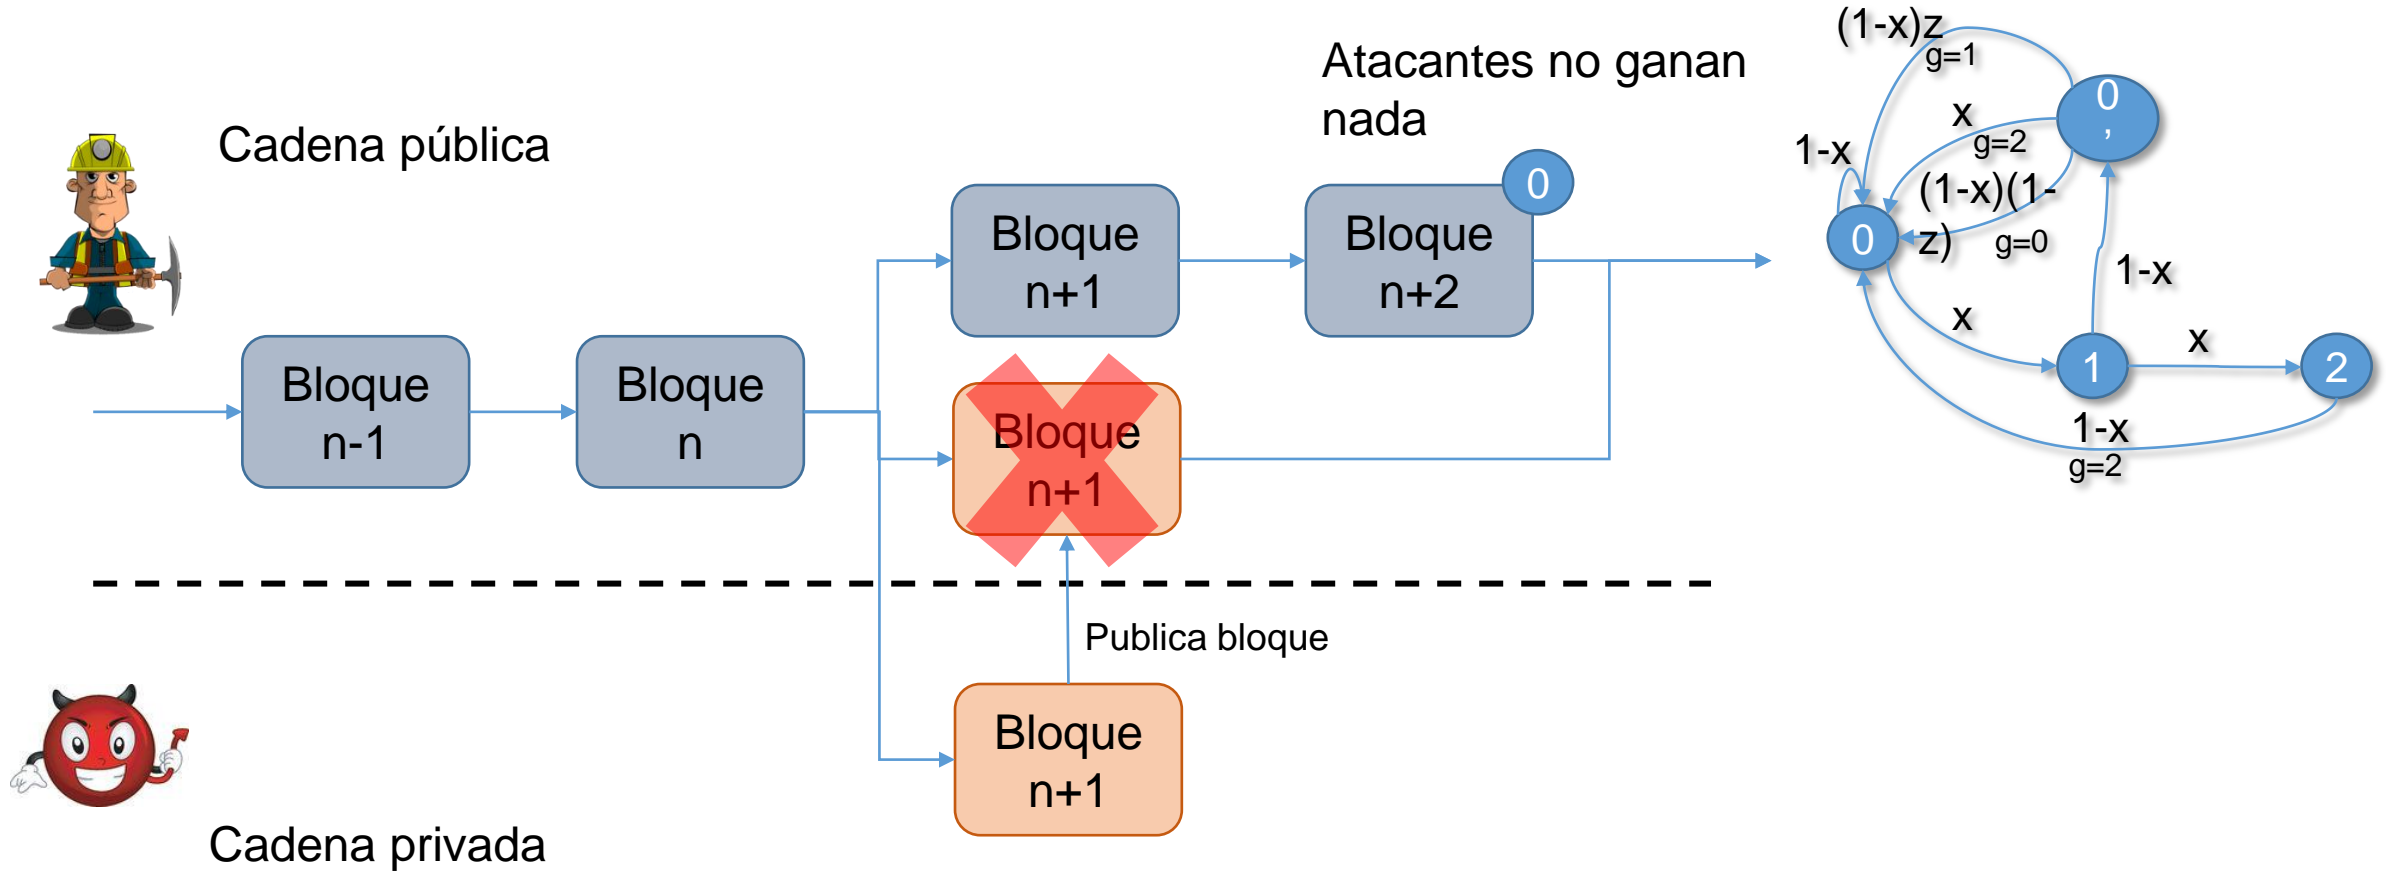 Cadena pública
Atacantes no ganan
nada
Bloque
n-1
Bloque
n
Bloque
n+1
Bloque
n+2
0
Bloque
n+1
Publica bloque
Bloque
n+1
Cadena privada
(1-x)z
g=1
0
,
x
g=2
1-x
(1-x)(1-
z)
g=0
0
1-x
x
1
x
2
1-x
g=2